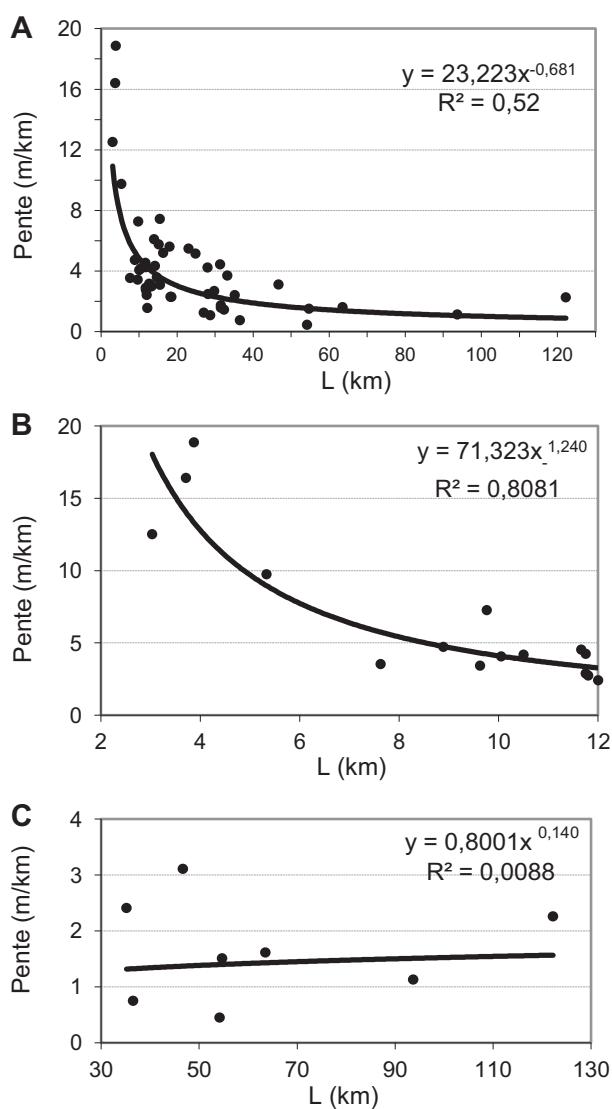 A
20
16
12
8
4
0
Pente (m/km)
y = 23,223x-0,681
R² = 0,52
0 20 40 60 80 100 120
L (km)
B
20
15
10
5
0
Pente (m/km)
y = 71,323x-1,240
R² = 0,8081
2 4 6 8 10 12
L (km)
C
4
3
2
1
0
Pente (m/km)
y = 0,8001x 0,140
R² = 0,0088
30 50 70 90 110 130
L (km)